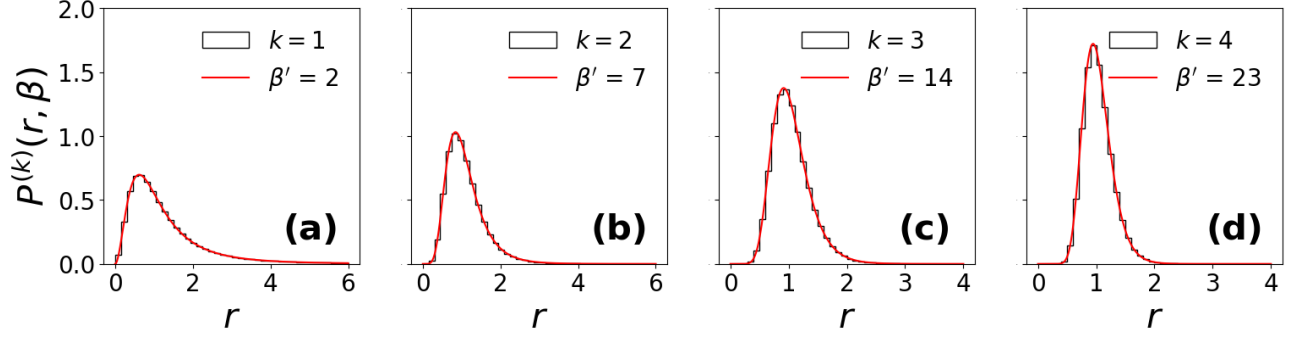 P^{(k)}(r, β)
2.0
1.5
1.0
0.5
0.0
k = 1
β′ = 2
(a)
0 2 4 6
r
k = 2
β′ = 7
(b)
0 2 4 6
r
k = 3
β′ = 14
(c)
0 1 2 3 4
r
k = 4
β′ = 23
(d)
0 1 2 3 4
r